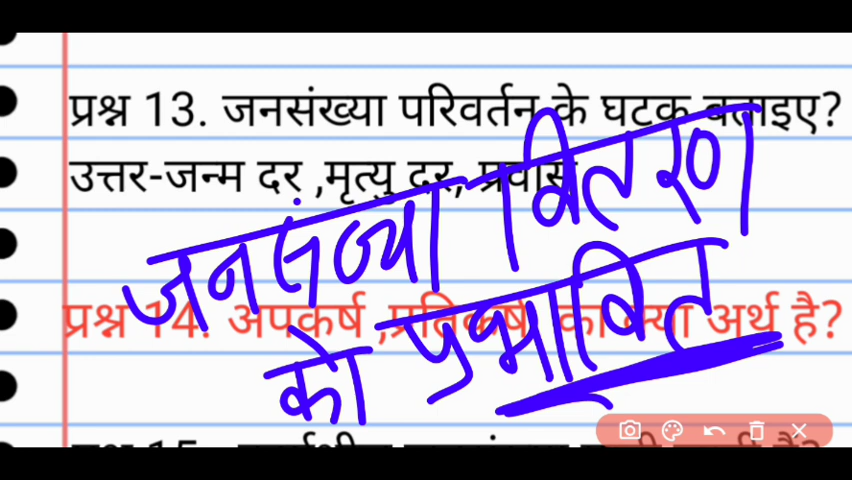 प्रश्न 13. जनसंख्या परिवर्तन के घटक बताइए?
उत्तर-जन्म दर ,मृत्यु दर, प्रवास
जनसंख्या वितरण
प्रश्न 14. अपकर्ष ,प्रतिकर्ष का क्या अर्थ है?
को प्रभावित